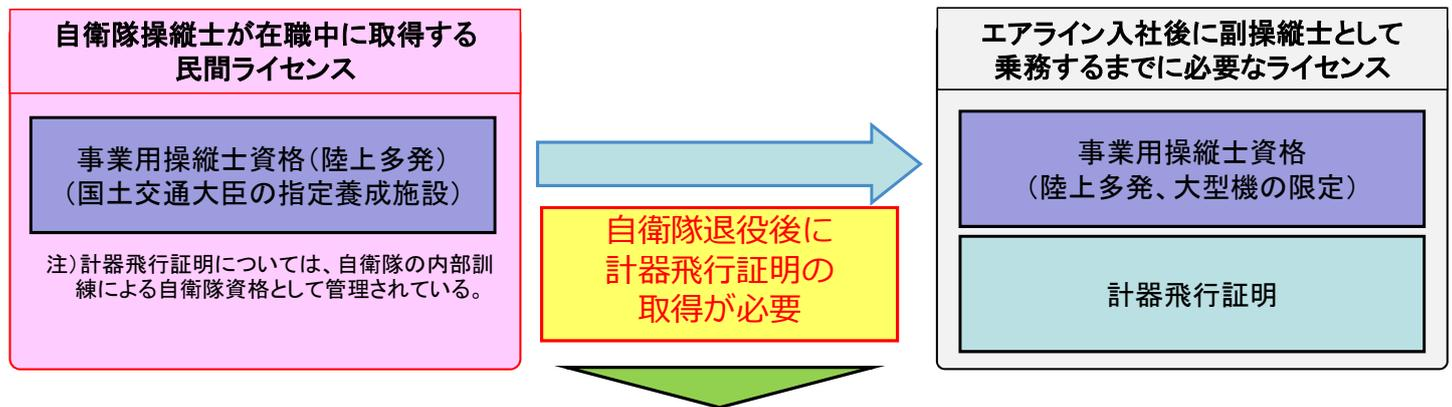 自衛隊操縦士が在職中に取得する
民間ライセンス
事業用操縦士資格（陸上多発）
（国土交通大臣の指定養成施設）
注）計器飛行証明については、自衛隊の内部訓
練による自衛隊資格として管理されている。
自衛隊退役後に
計器飛行証明の
取得が必要
エアライン入社後に副操縦士として
乗務するまでに必要なライセンス
事業用操縦士資格
（陸上多発、大型機の限定）
計器飛行証明